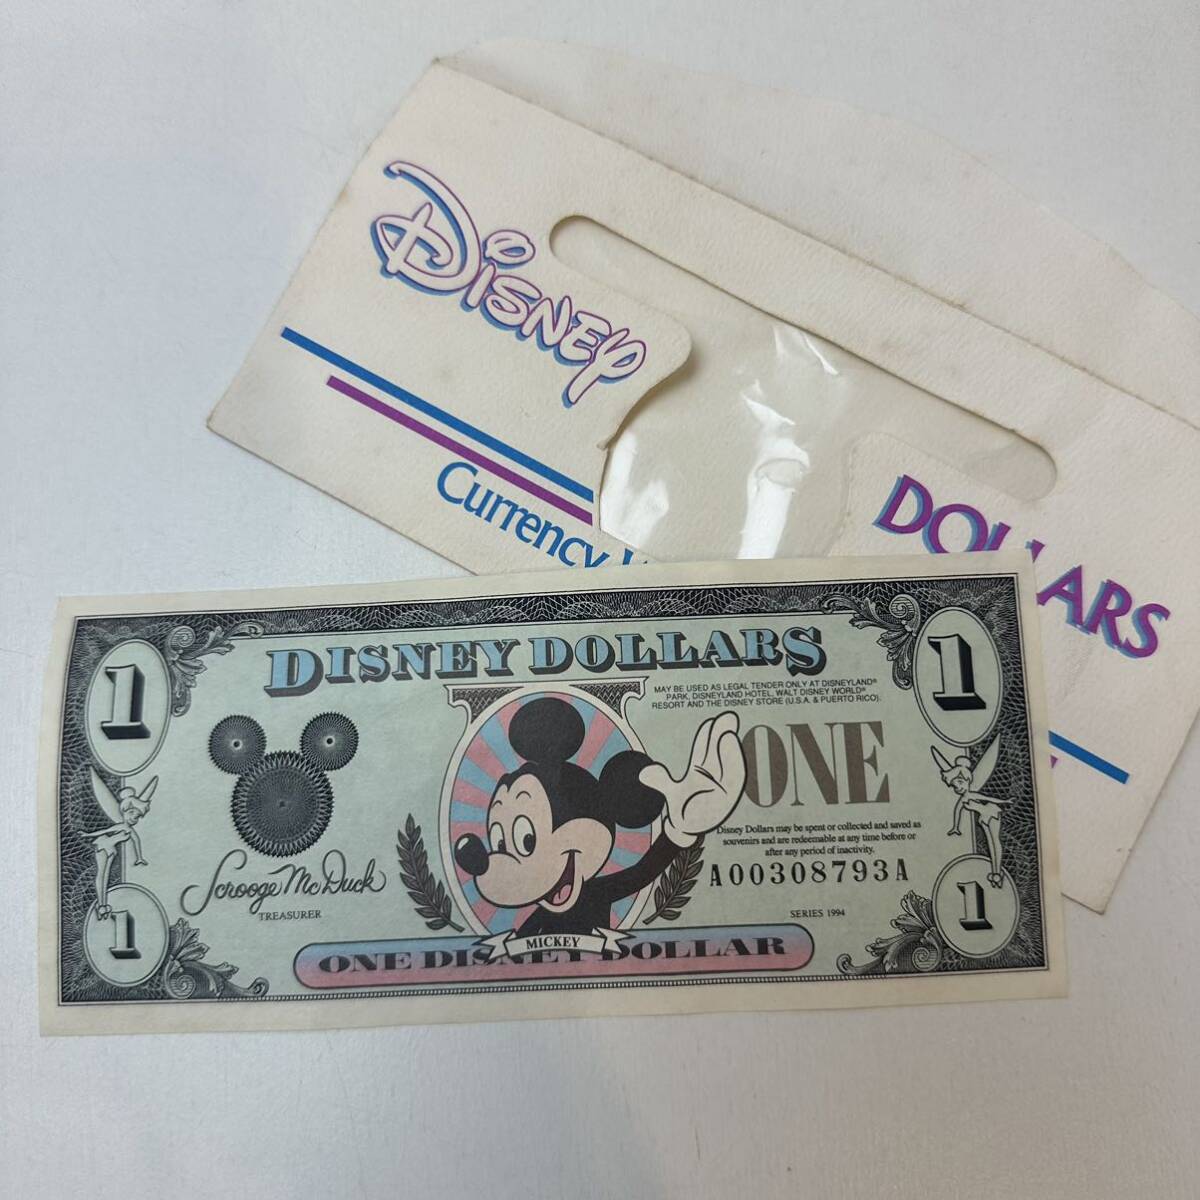 Disney
Currency
DOLLARS
1
DISNEY DOLLARS
1
MAY BE USED AS LEGAL TENDER ONLY AT DISNEYLAND®
PARK, DISNEYLAND HOTEL, WALT DISNEY WORLD®
RESORT AND THE DISNEY STORE (U.S.A. & PUERTO RICO).
ONE
Disney Dollars may be spent or collected and saved as
souvenirs and are redeemable at any time before or
after any period of inactivity.
A00308793A
Scrooge McDuck
TREASURER
SERIES 1994
1
MICKEY
1
ONE DISNEY DOLLAR